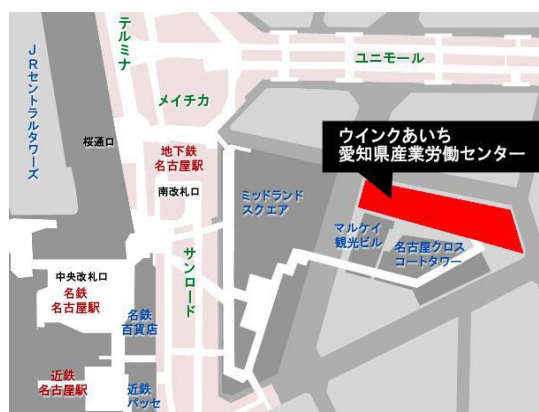 テルミナ
ユニモール
JRセントラルタワーズ
メイチカ
桜通口
地下鉄
名古屋駅
南改札口
ウインクあいち
愛知県産業労働センター
ミッドランド
スクエア
マルケイ
観光ビル
名古屋クロス
コートタワー
サンロード
中央改札口
名鉄
名古屋駅
名鉄
百貨店
近鉄
名古屋駅
近鉄
パッセ